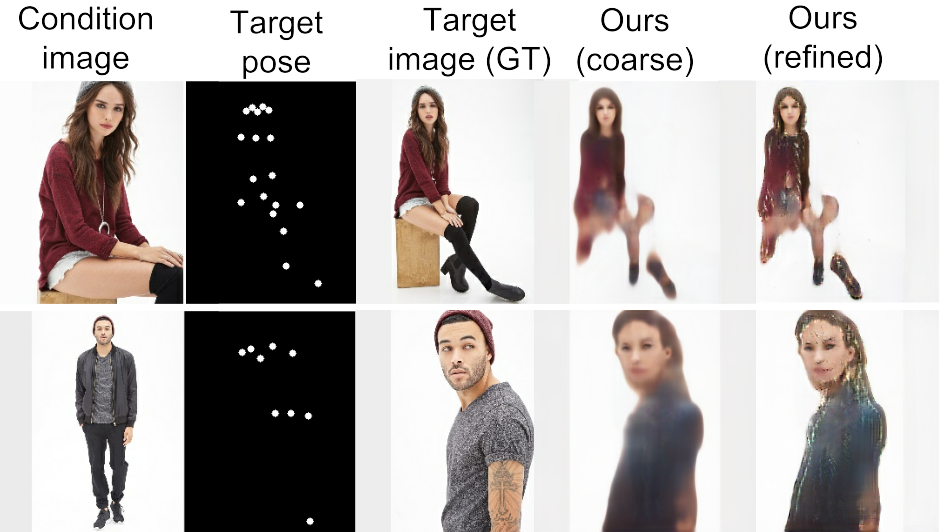 Condition image
Target pose
Target image (GT)
Ours (coarse)
Ours (refined)